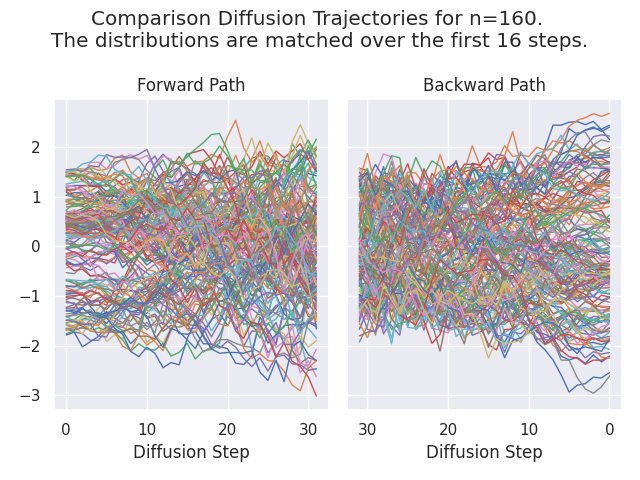 Comparison Diffusion Trajectories for n=160.
The distributions are matched over the first 16 steps.
Forward Path
Backward Path
2
1
0
−1
−2
−3
0 10 20 30
30 20 10 0
Diffusion Step
Diffusion Step